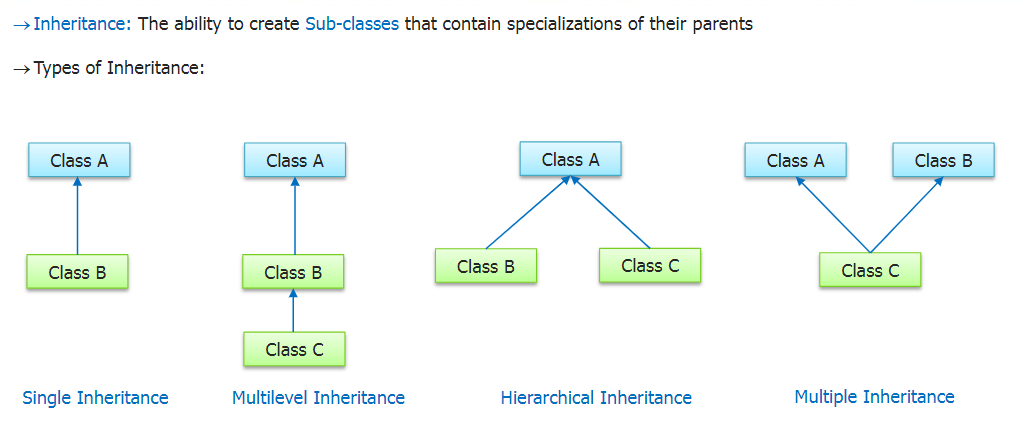 → Inheritance: The ability to create Sub-classes that contain specializations of their parents
→ Types of Inheritance:
Class A
Class B
Single Inheritance
Class A
Class B
Class C
Multilevel Inheritance
Class A
Class B
Class C
Hierarchical Inheritance
Class A
Class B
Class C
Multiple Inheritance